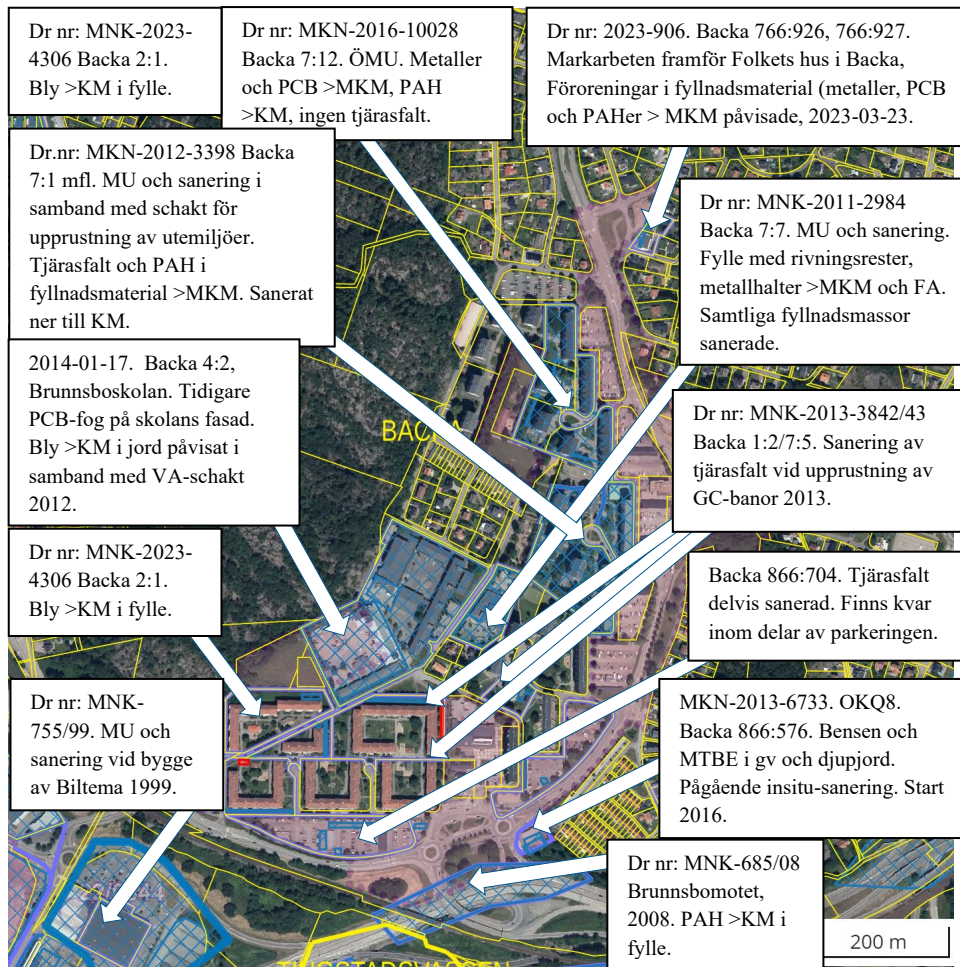 Dr nr: MNK-2023-
4306 Backa 2:1.
Bly >KM i fylle.
Dr nr: MKN-2016-10028
Backa 7:12. ÖMU. Metaller
och PCB >MKM, PAH
>KM, ingen tjärasfalt.
Dr nr: 2023-906. Backa 766:926, 766:927.
Markarbeten framför Folkets hus i Backa,
Föroreningar i fyllnadsmaterial (metaller, PCB
och PAHer > MKM påvisade, 2023-03-23.
Dr.nr: MKN-2012-3398 Backa
7:1 mfl. MU och sanering i
samband med schakt för
upprustning av utemiljöer.
Tjärasfalt och PAH i
fyllnadsmaterial >MKM. Sanerat
ner till KM.
Dr nr: MNK-2011-2984
Backa 7:7. MU och sanering.
Fylle med rivningsrester,
metallhalter >MKM och FA.
Samtliga fyllnadsmassor
sanerade.
2014-01-17. Backa 4:2,
Brunnsboskolan. Tidigare
PCB-fog på skolans fasad.
Bly >KM i jord påvisat i
samband med VA-schakt
2012.
BACKA
Dr nr: MNK-2013-3842/43
Backa 1:2/7:5. Sanering av
tjärasfalt vid upprustning av
GC-banor 2013.
Dr nr: MNK-2023-
4306 Backa 2:1.
Bly >KM i fylle.
Backa 866:704. Tjärasfalt
delvis sanerad. Finns kvar
inom delar av parkeringen.
Dr nr: MNK-
755/99. MU och
sanering vid bygge
av Biltema 1999.
MKN-2013-6733. OKQ8.
Backa 866:576. Bensen och
MTBE i gv och djupjord.
Pågående insitu-sanering. Start
2016.
Dr nr: MNK-685/08
Brunnsbomotet,
2008. PAH >KM i
fylle.
200 m
TINGSTADSVASSEN